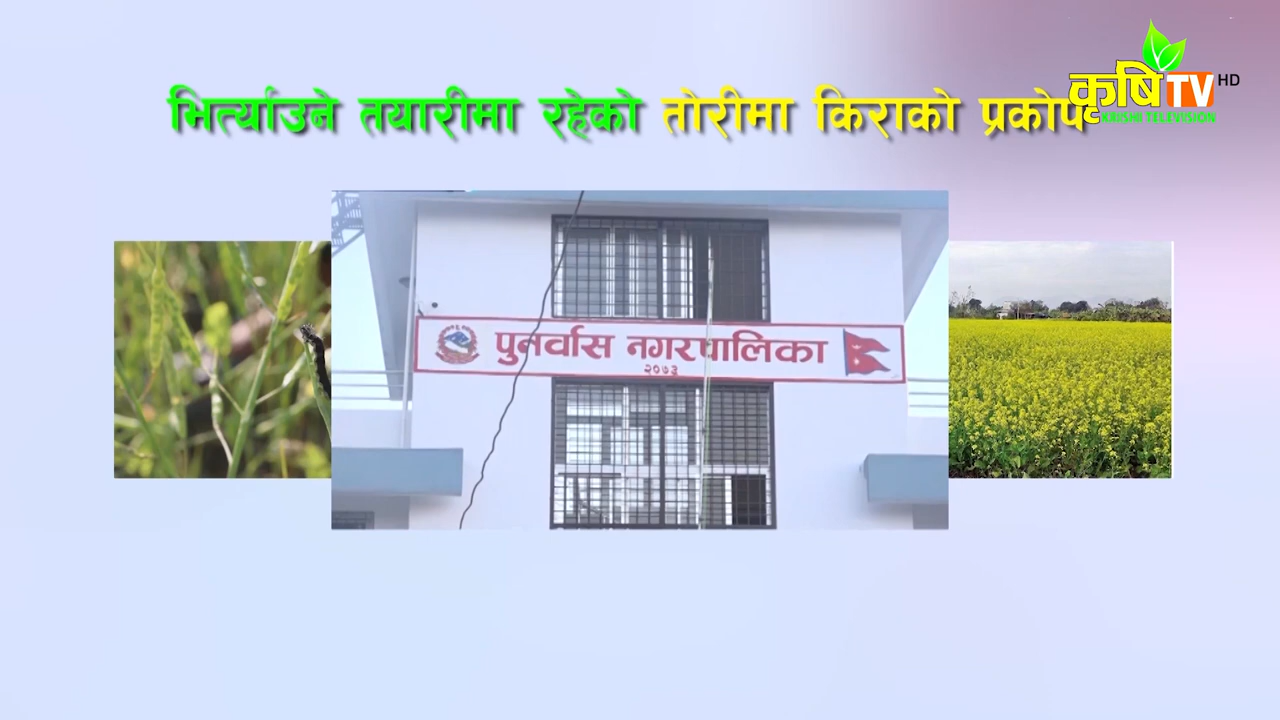 भित्र्याउने तयारीमा रहेको तोरीमा किराको प्रकोप
कृषि TV HD
KRISHI TELEVISION
पुनर्वास नगरपालिका
२०७३